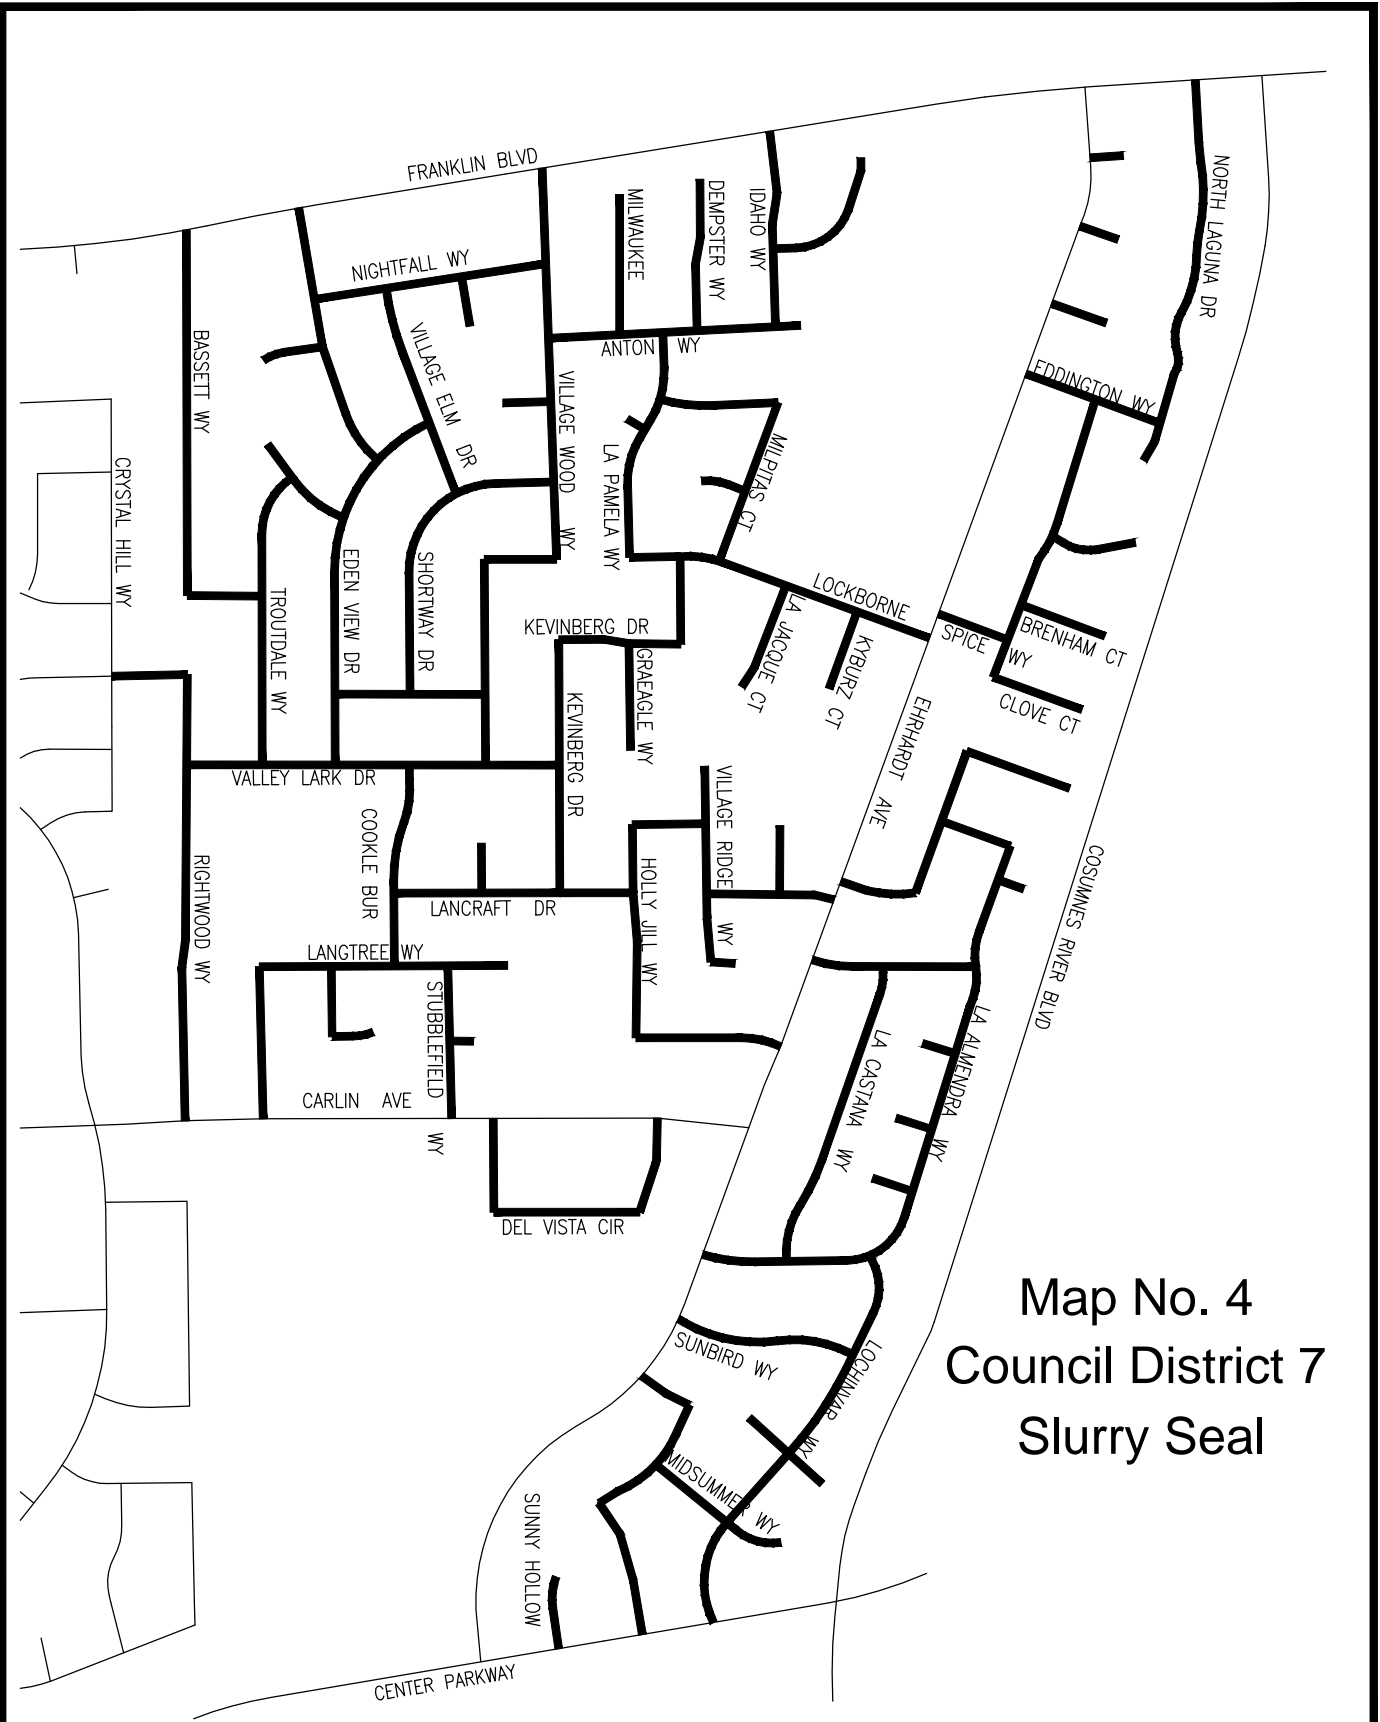 FRANKLIN BLVD
NORTH LAGUNA DR
MILWAUKEE
DEMPSTER WY
IDAHO WY
NIGHTFALL WY
BASSETT WY
VILLAGE ELM DR
ANTON WY
VILLAGE WOOD WY
EDDINGTON WY
CRYSTAL HILL WY
LA PAMELA WY
MILPITAS CT
TROUTDALE WY
EDEN VIEW DR
SHORTWAY DR
LOCKBORNE
KEVINBERG DR
GRAEAGLE WY
LA JACQUE CT
KYBURZ CT
SPICE WY
BRENHAM CT
CLOVE CT
KEVINBERG DR
EHRHARDT AVE
VALLEY LARK DR
VILLAGE RIDGE WY
COOKLE BUR
RIGHTWOOD WY
HOLLY JILL WY
COSUMNES RIVER BLVD
LANCRAFT DR
LANGTREE WY
STUBBLEFIELD WY
LA CASTANA WY
LA ALMENDRA WY
CARLIN AVE
DEL VISTA CIR
Map No. 4
Council District 7
Slurry Seal
SUNBIRD WY
LOCHINVAR WY
MIDSUMMER WY
SUNNY HOLLOW
CENTER PARKWAY